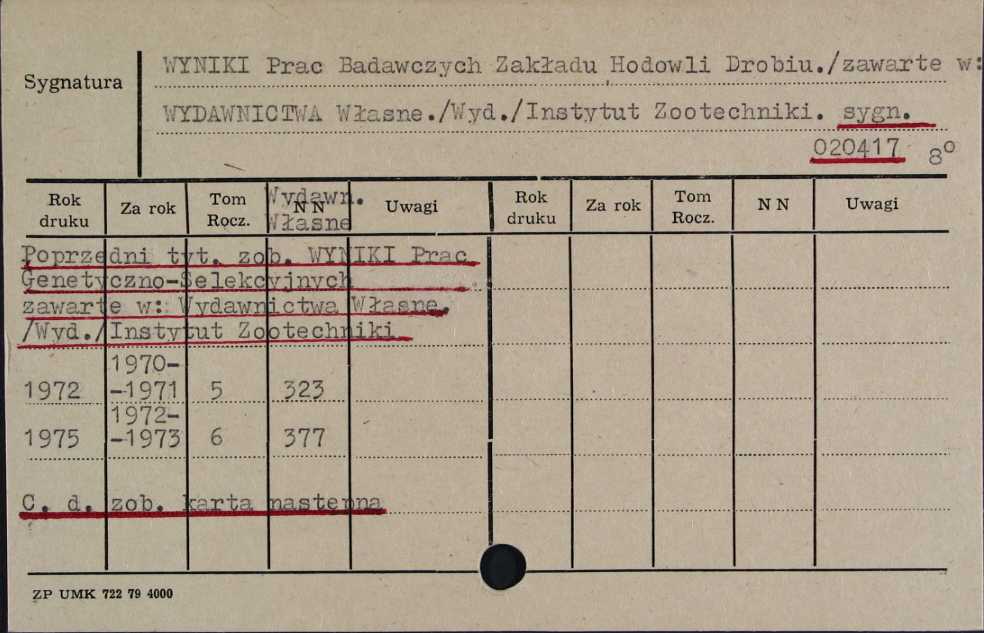 Sygnatura
WYNIKI Prac Badawczych Zakładu Hodowli Drobiu./zawarte w:
WYDAWNICTWA Własne./Wyd./Instytut Zootechniki. sygn.
020417 8°
Rok druku Za rok Tom Rocz. NN Wydawn. Własne Uwagi Rok druku Za rok Tom Rocz. NN Uwagi
Poprzedni tyt. zob. WYNIKI Prac
Genetyczno-Selekcyjnych
zawarte w: Wydawnictwa Własne.
/Wyd./Instytut Zootechniki.
1970-
1972 -1971 5 323
1972-
1975 -1973 6 377
C. d. zob. karta następna
ZP UMK 722 79 4000